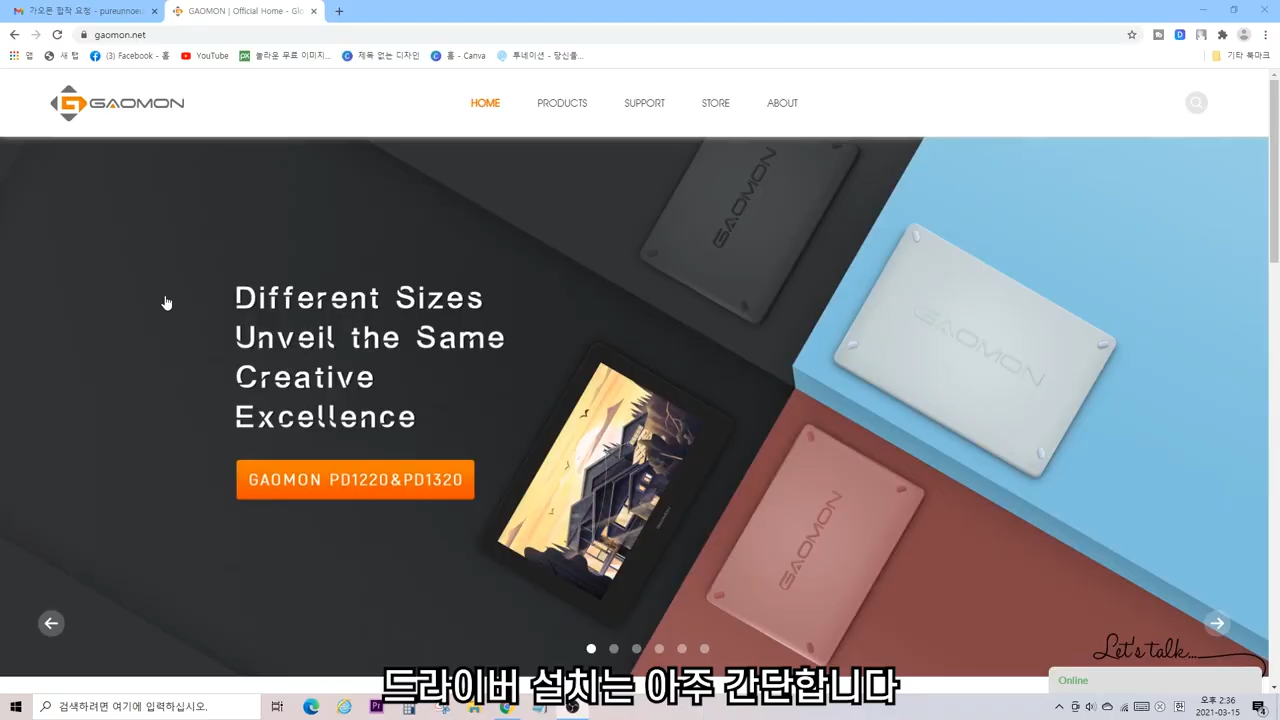 가오몬 협작 요청 - pureunnoeu
GAOMON | Official Home - Glo
gaomon.net
앱
새 탭
(3) Facebook - 홈
YouTube
놀라운 무료 이미지...
제목 없는 디자인
홈 - Canva
투네이션 - 당신을...
기타 북마크
GAOMON
HOME
PRODUCTS
SUPPORT
STORE
ABOUT
GAOMON
GAOMON
GAOMON
Different Sizes
Unveil the Same
Creative
Excellence
GAOMON PD1220&PD1320
Let's talk...
Online
드라이버 설치는 아주 간단합니다
검색하려면 여기에 입력하십시오.
오후 2:36
2021-03-15